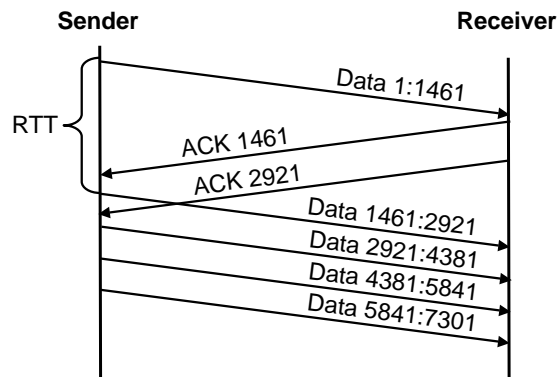 Sender
Receiver
Data 1:1461
RTT
ACK 1461
ACK 2921
Data 1461:2921
Data 2921:4381
Data 4381:5841
Data 5841:7301